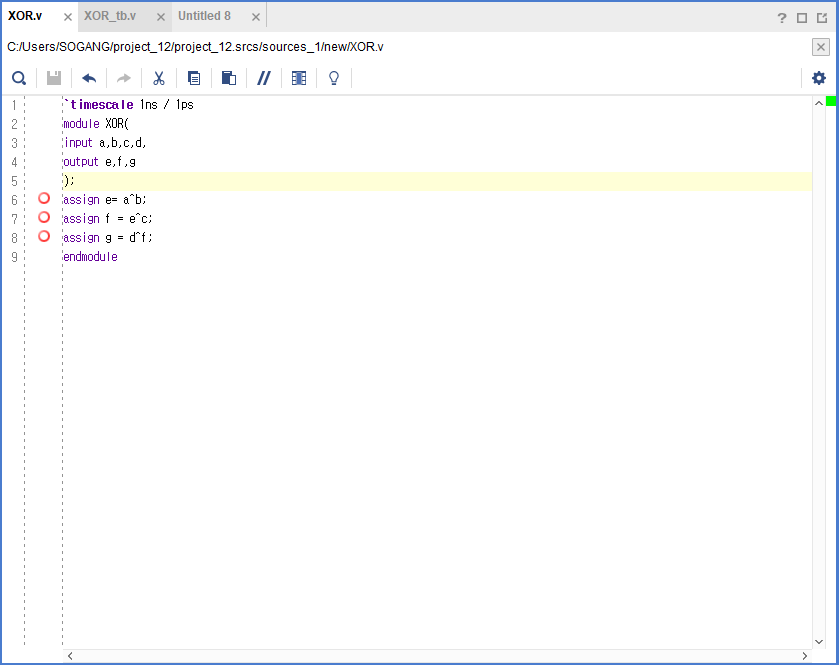 XOR.v
XOR_tb.v
Untitled 8
?
C:/Users/SOGANG/project_12/project_12.srcs/sources_1/new/XOR.v
//
1 `timescale 1ns / 1ps
2 module XOR(
3 input a,b,c,d,
4 output e,f,g
5 );
6 assign e= a^b;
7 assign f = e^c;
8 assign g = d^f;
9 endmodule